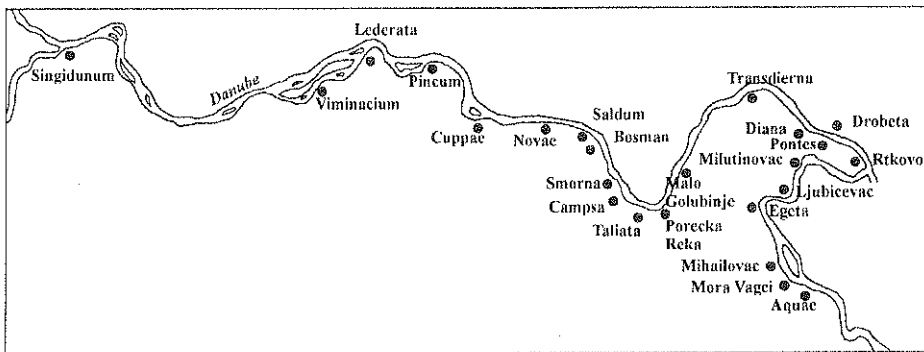 Lederata
Singidunum
Danube
Pincum
Viminacium
Transdierna
Saldum
Cuppae
Novae
Bosman
Diana
Drobeta
Pontes
Milutinovac
Rtkovo
Smorna
Malo
Golubinje
Ljubicevac
Campsa
Egeta
Taliata
Porecka
Reka
Mihailovac
Mora Vagei
Aquae